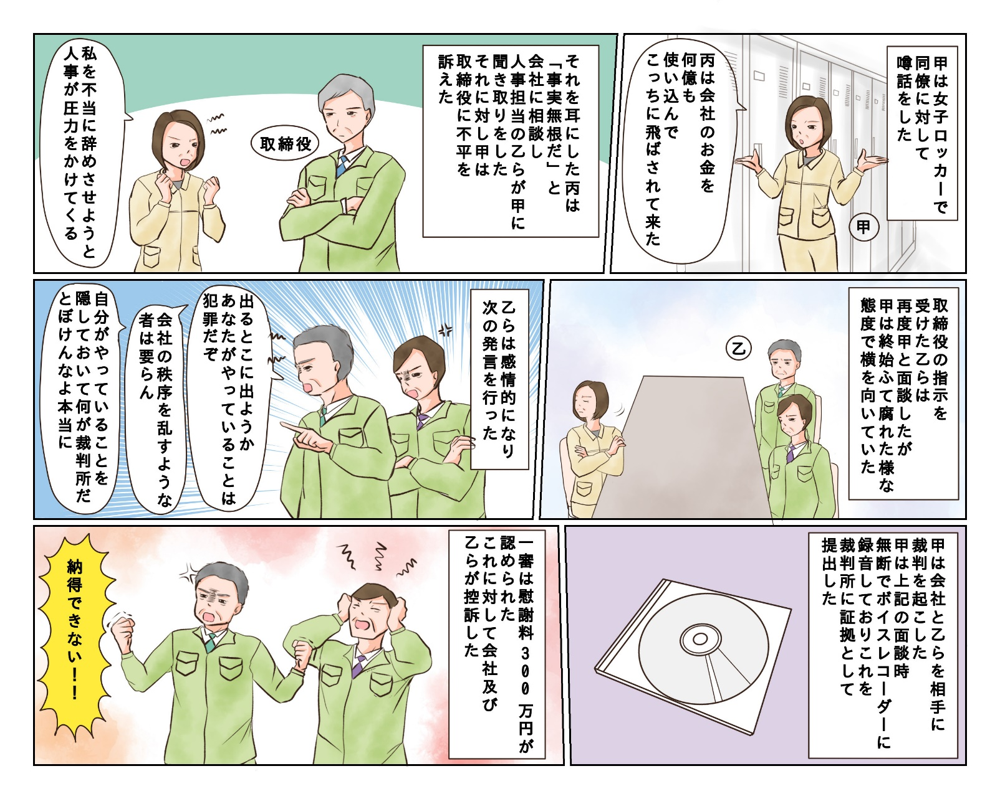 甲は女子ロッカーで
同僚に対して
噂話をした
丙は会社のお金を
何億も
使い込んで
こっちに飛ばされて来た
甲
それを耳にした丙は
「事実無根だ」と
会社に相談し
人事担当の乙らが甲に
聞き取りをした
それに対し甲は
取締役に不平を
訴えた
取締役
私を不当に辞めさせようと
人事が圧力をかけてくる
取締役の指示を
受けた乙らは
再度甲と面談したが
甲は終始ふて腐れた様な
態度で横を向いていた
乙
乙らは感情的になり
次の発言を行った
出るとこに出ようか
あなたがやっていることは
犯罪だぞ
会社の秩序を乱すような
者は要らん
自分がやっていることを
隠しておいて何が裁判所だ
とぼけんなよ本当に
甲は会社と乙らを相手に
裁判を起こした
甲は上記の面談時
無断でボイスレコーダーに
録音しておりこれを
裁判所に証拠として
提出した
一審は慰謝料300万円が
認められた
これに対して会社及び
乙らが控訴した
納得できない！！